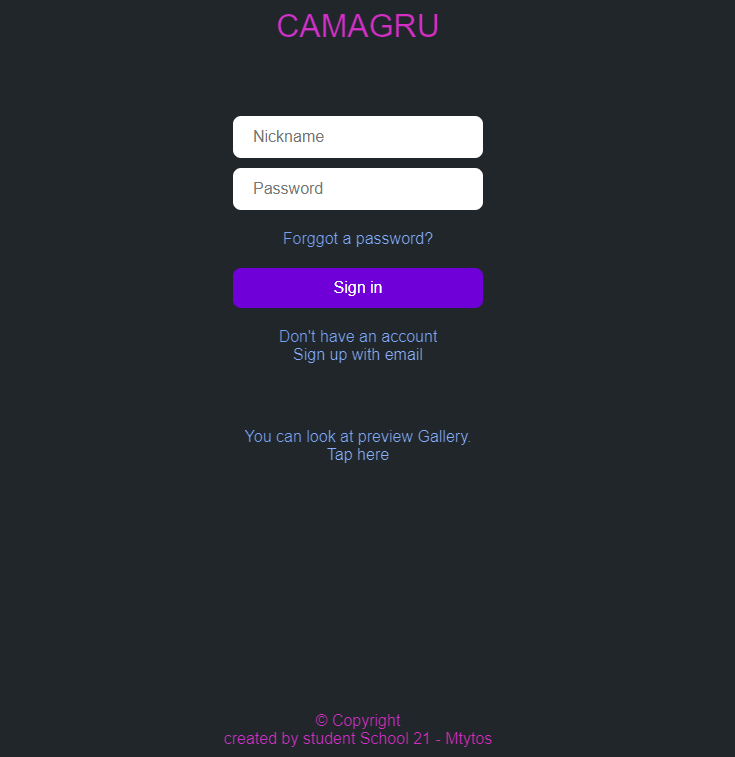 CAMAGRU
Nickname
Password
Forggot a password?
Sign in
Don't have an account
Sign up with email
You can look at preview Gallery.
Tap here
© Copyright
created by student School 21 - Mtytos